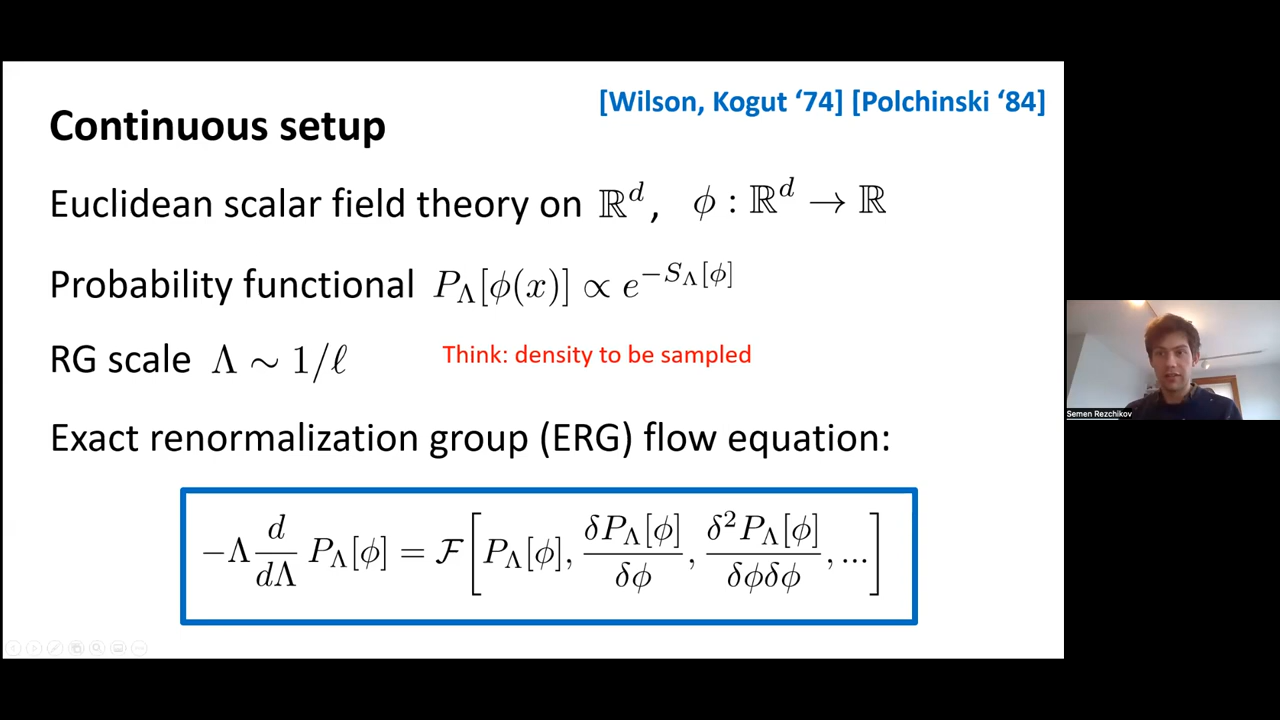 [Wilson, Kogut ‘74] [Polchinski ‘84]
Continuous setup
Euclidean scalar field theory on ℝᵈ, ϕ : ℝᵈ → ℝ
Probability functional P_Λ[ϕ(x)] ∝ e^{−S_Λ[ϕ]}
RG scale Λ ∼ 1/ℓ Think: density to be sampled
Exact renormalization group (ERG) flow equation:
−Λ d/dΛ P_Λ[ϕ] = ℱ[P_Λ[ϕ], δP_Λ[ϕ]/δϕ, δ²P_Λ[ϕ]/δϕδϕ, ...]
Semen Rezchikov